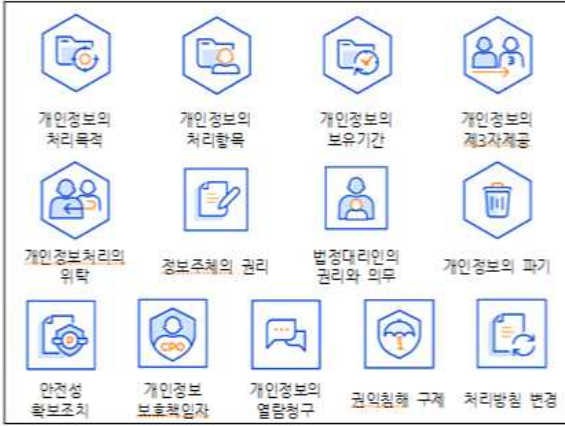 3
개인정보의
처리목적
개인정보의
처리항목
개인정보의
보유기간
개인정보의
제3자제공
개인정보처리의
위탁
정보주체의 권리
법정대리인의
권리와 의무
개인정보의 파기
CPO
안전성
확보조치
개인정보
보호책임자
개인정보의
열람청구
권익침해 구제
처리방침 변경